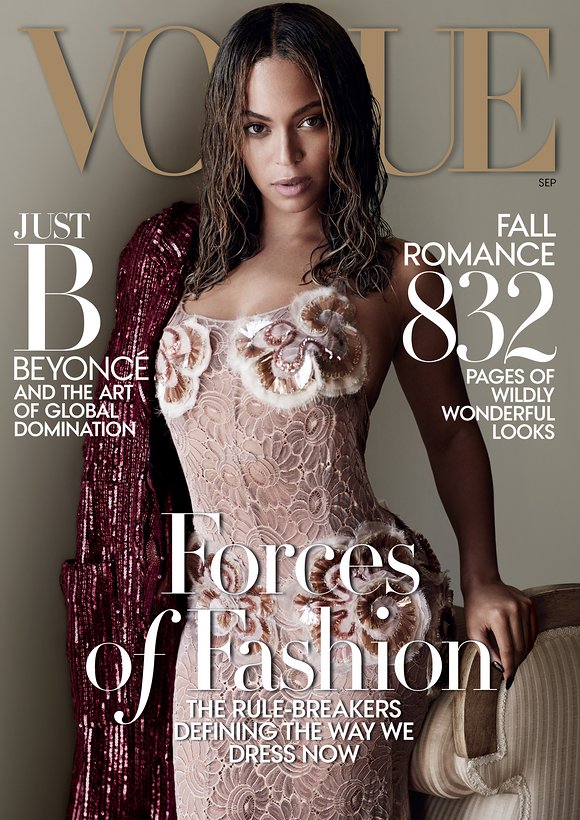 VOGUE
SEP
JUST
B
BEYONCÉ
AND THE ART
OF GLOBAL
DOMINATION
FALL
ROMANCE
832
PAGES OF
WILDLY
WONDERFUL
LOOKS
Forces
of Fashion
THE RULE-BREAKERS
DEFINING THE WAY WE
DRESS NOW